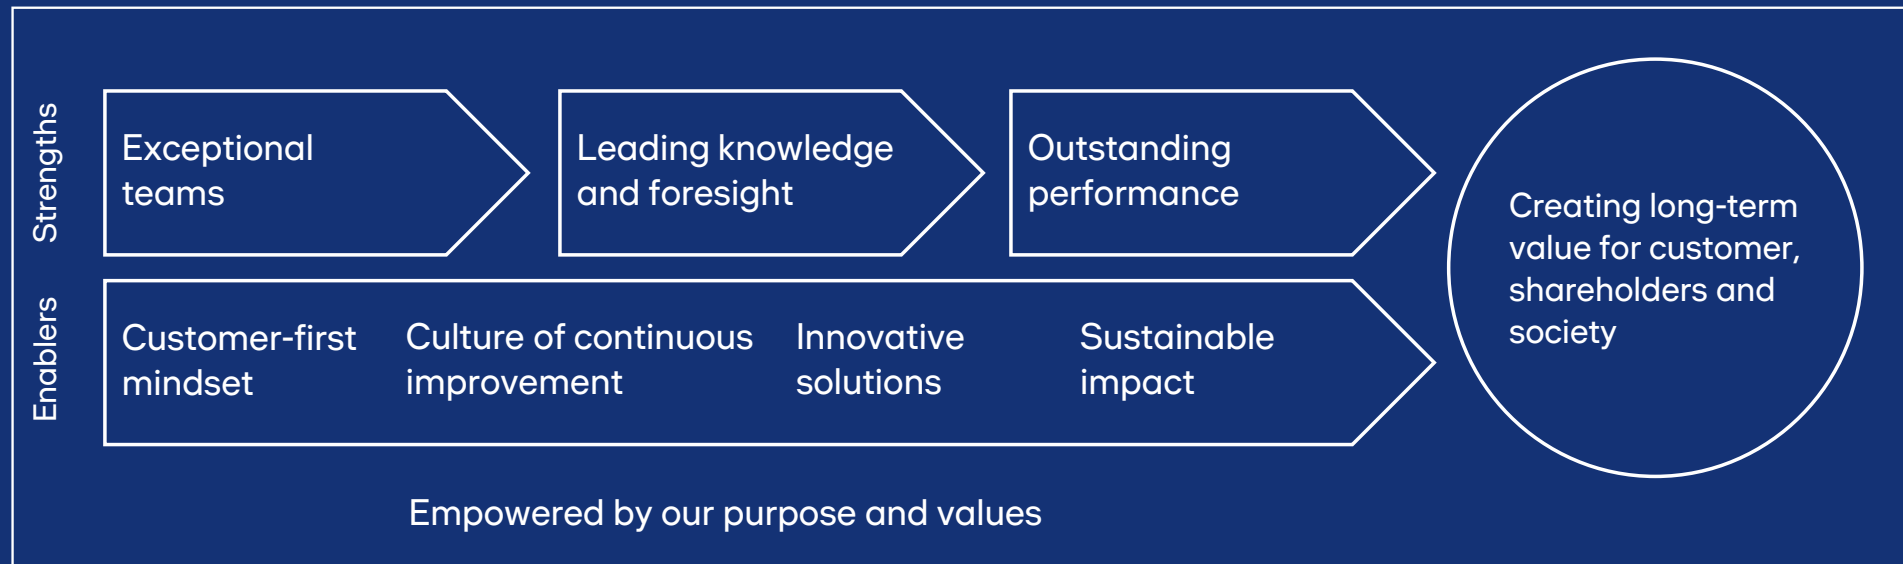 Strengths
Exceptional
teams
Leading knowledge
and foresight
Outstanding
performance
Enablers
Customer-first
mindset
Culture of continuous
improvement
Innovative
solutions
Sustainable
impact
Creating long-term
value for customer,
shareholders and
society
Empowered by our purpose and values